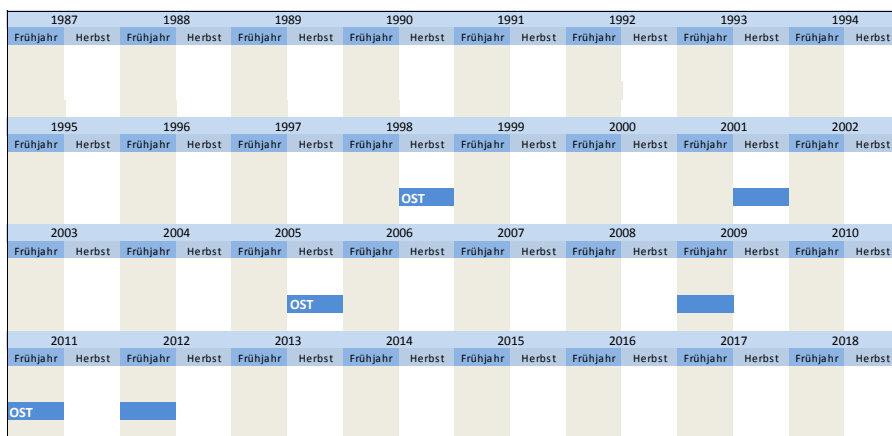 1987 1988 1989 1990 1991 1992 1993 1994
Frühjahr Herbst Frühjahr Herbst Frühjahr Herbst Frühjahr Herbst Frühjahr Herbst Frühjahr Herbst Frühjahr Herbst Frühjahr Herbst
1995 1996 1997 1998 1999 2000 2001 2002
Frühjahr Herbst Frühjahr Herbst Frühjahr Herbst Frühjahr Herbst Frühjahr Herbst Frühjahr Herbst Frühjahr Herbst Frühjahr Herbst
OST
2003 2004 2005 2006 2007 2008 2009 2010
Frühjahr Herbst Frühjahr Herbst Frühjahr Herbst Frühjahr Herbst Frühjahr Herbst Frühjahr Herbst Frühjahr Herbst Frühjahr Herbst
OST
2011 2012 2013 2014 2015 2016 2017 2018
Frühjahr Herbst Frühjahr Herbst Frühjahr Herbst Frühjahr Herbst Frühjahr Herbst Frühjahr Herbst Frühjahr Herbst Frühjahr Herbst
OST